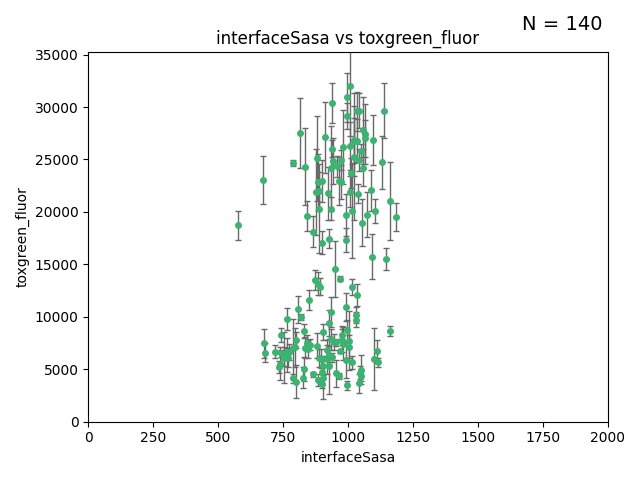 N = 140
interfaceSasa vs toxgreen_fluor
35000
30000
25000
20000
15000
10000
5000
0
toxgreen_fluor
0 250 500 750 1000 1250 1500 1750 2000
interfaceSasa